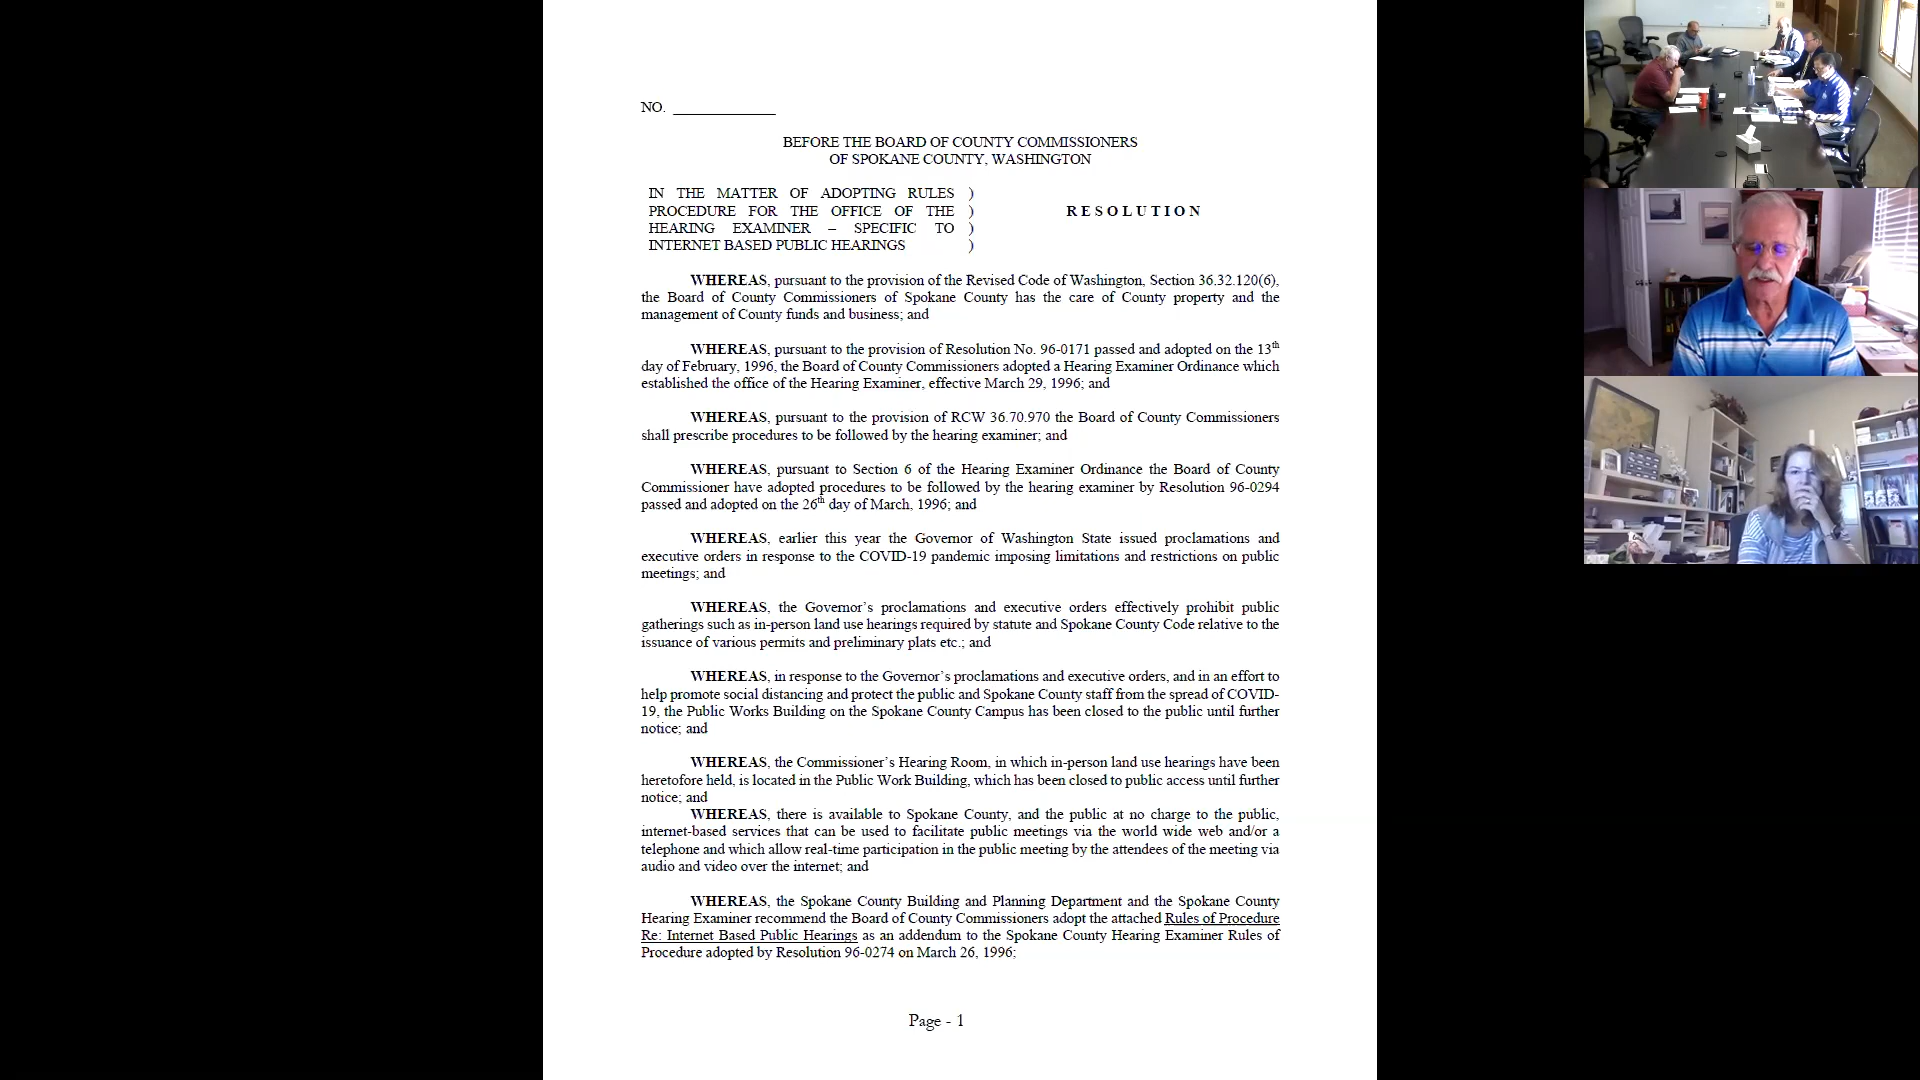 NO. ______________
BEFORE THE BOARD OF COUNTY COMMISSIONERS
OF SPOKANE COUNTY, WASHINGTON
IN THE MATTER OF ADOPTING RULES )
PROCEDURE FOR THE OFFICE OF THE ) R E S O L U T I O N
HEARING EXAMINER – SPECIFIC TO )
INTERNET BASED PUBLIC HEARINGS )
WHEREAS, pursuant to the provision of the Revised Code of Washington, Section 36.32.120(6),
the Board of County Commissioners of Spokane County has the care of County property and the
management of County funds and business; and
WHEREAS, pursuant to the provision of Resolution No. 96-0171 passed and adopted on the 13th
day of February, 1996, the Board of County Commissioners adopted a Hearing Examiner Ordinance which
established the office of the Hearing Examiner, effective March 29, 1996; and
WHEREAS, pursuant to the provision of RCW 36.70.970 the Board of County Commissioners
shall prescribe procedures to be followed by the hearing examiner; and
WHEREAS, pursuant to Section 6 of the Hearing Examiner Ordinance the Board of County
Commissioner have adopted procedures to be followed by the hearing examiner by Resolution 96-0294
passed and adopted on the 26th day of March, 1996; and
WHEREAS, earlier this year the Governor of Washington State issued proclamations and
executive orders in response to the COVID-19 pandemic imposing limitations and restrictions on public
meetings; and
WHEREAS, the Governor's proclamations and executive orders effectively prohibit public
gatherings such as in-person land use hearings required by statute and Spokane County Code relative to the
issuance of various permits and preliminary plats etc.; and
WHEREAS, in response to the Governor's proclamations and executive orders, and in an effort to
help promote social distancing and protect the public and Spokane County staff from the spread of COVID-
19, the Public Works Building on the Spokane County Campus has been closed to the public until further
notice; and
WHEREAS, the Commissioner's Hearing Room, in which in-person land use hearings have been
heretofore held, is located in the Public Work Building, which has been closed to public access until further
notice; and
WHEREAS, there is available to Spokane County, and the public at no charge to the public,
internet-based services that can be used to facilitate public meetings via the world wide web and/or a
telephone and which allow real-time participation in the public meeting by the attendees of the meeting via
audio and video over the internet; and
WHEREAS, the Spokane County Building and Planning Department and the Spokane County
Hearing Examiner recommend the Board of County Commissioners adopt the attached Rules of Procedure
Re: Internet Based Public Hearings as an addendum to the Spokane County Hearing Examiner Rules of
Procedure adopted by Resolution 96-0274 on March 26, 1996;
Page - 1